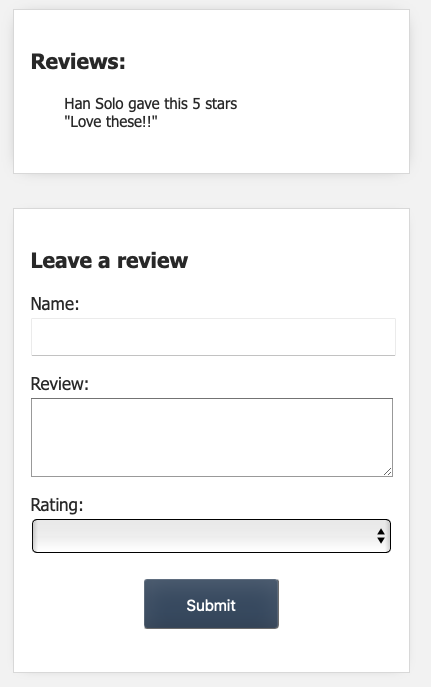 Reviews:
Han Solo gave this 5 stars
"Love these!!"
Leave a review
Name:
Review:
Rating:
Submit